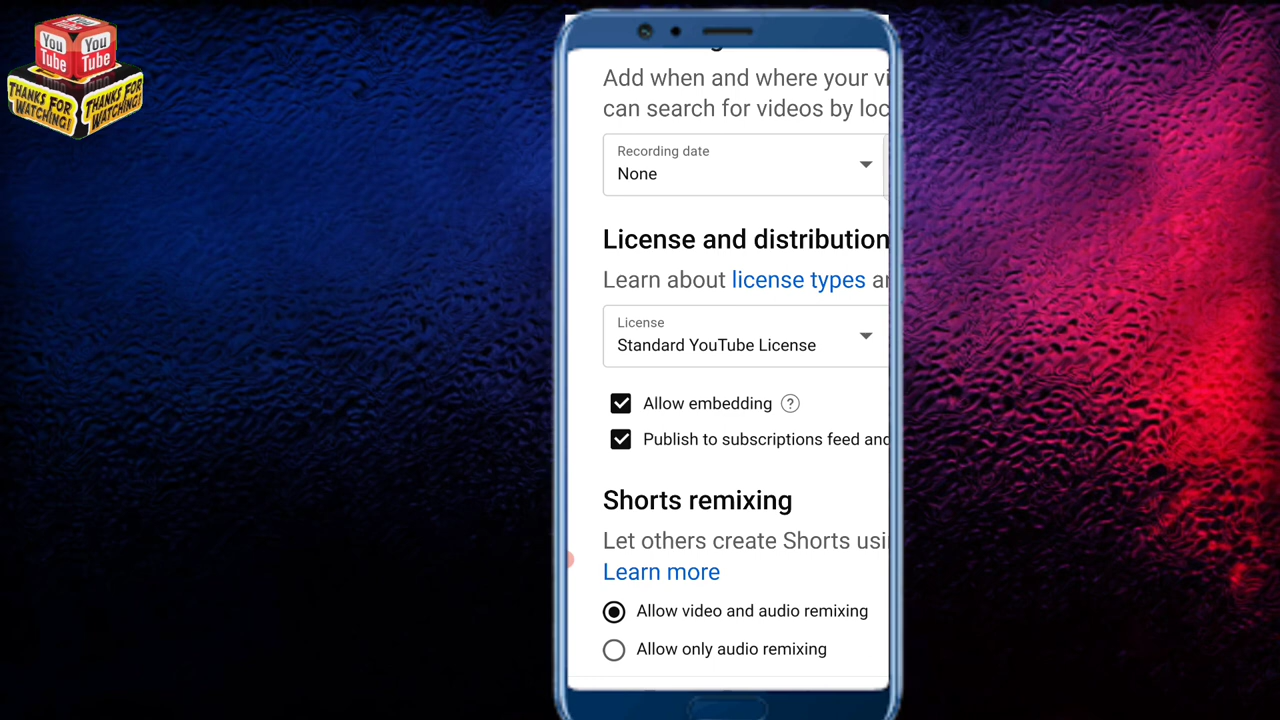 You
Tube
You
Tube
You
Tube
THANKS FOR
WATCHING!
THANKS FOR
WATCHING!
Add when and where your vi
can search for videos by loc
Recording date
None
License and distribution
Learn about license types ar
License
Standard YouTube License
Allow embedding ?
Publish to subscriptions feed and
Shorts remixing
Let others create Shorts usi
Learn more
Allow video and audio remixing
Allow only audio remixing